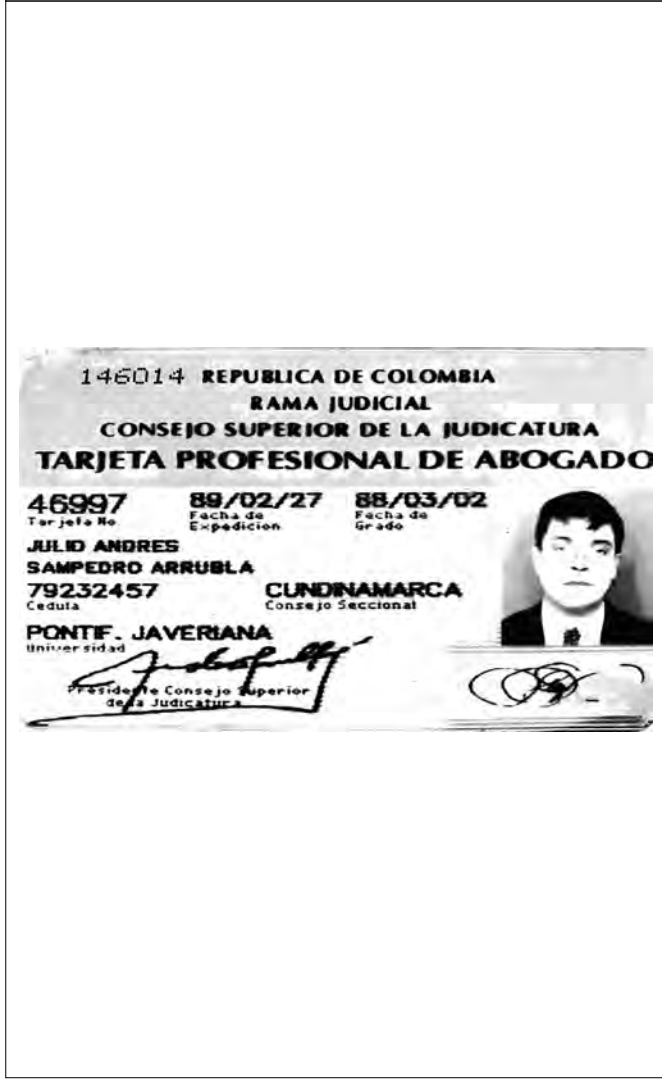 146014 REPUBLICA DE COLOMBIA
RAMA JUDICIAL
CONSEJO SUPERIOR DE LA JUDICATURA
TARJETA PROFESIONAL DE ABOGADO
46997 89/02/27 88/03/02
Tarjeta No Fecha de Expedicion Fecha de Grado
JULIO ANDRES
SAMPEDRO ARRUBLA
79232457 CUNDINAMARCA
Cedula Consejo Seccional
PONTIF. JAVERIANA
Universidad
Presidente Consejo Superior
de la Judicatura